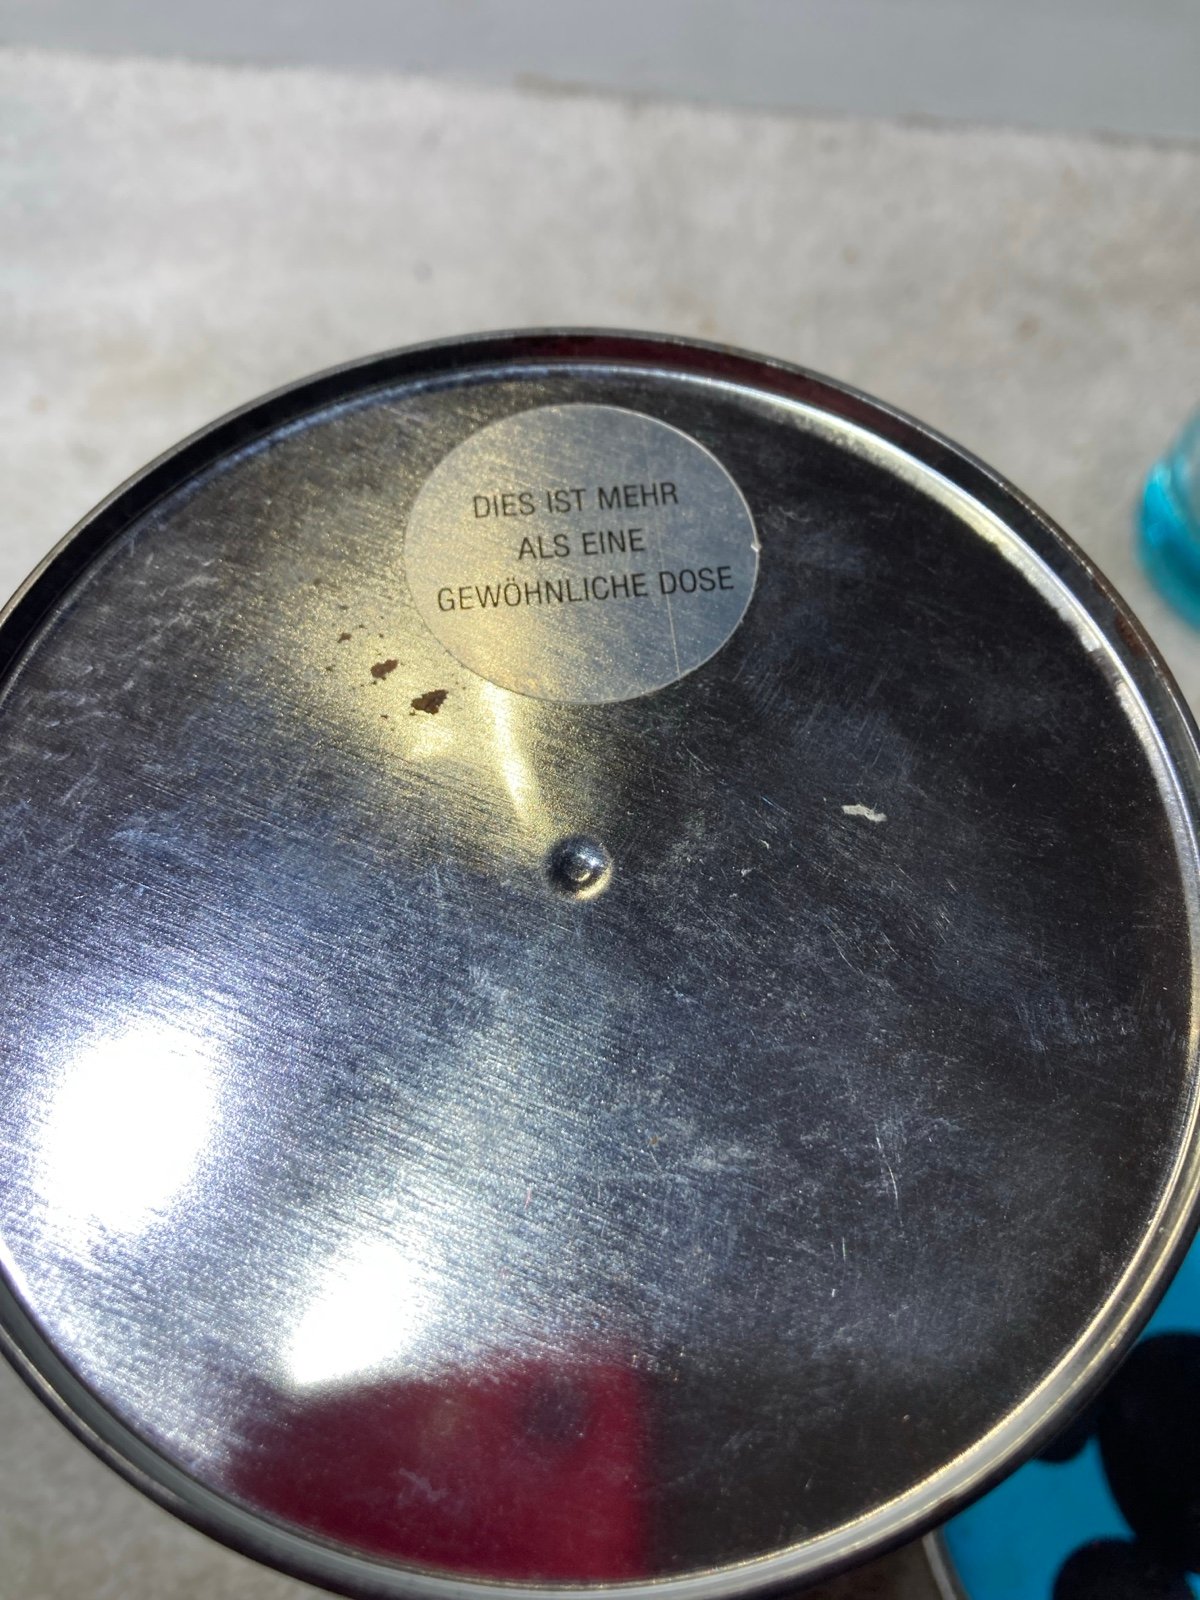 DIES IST MEHR
ALS EINE
GEWÖHNLICHE DOSE